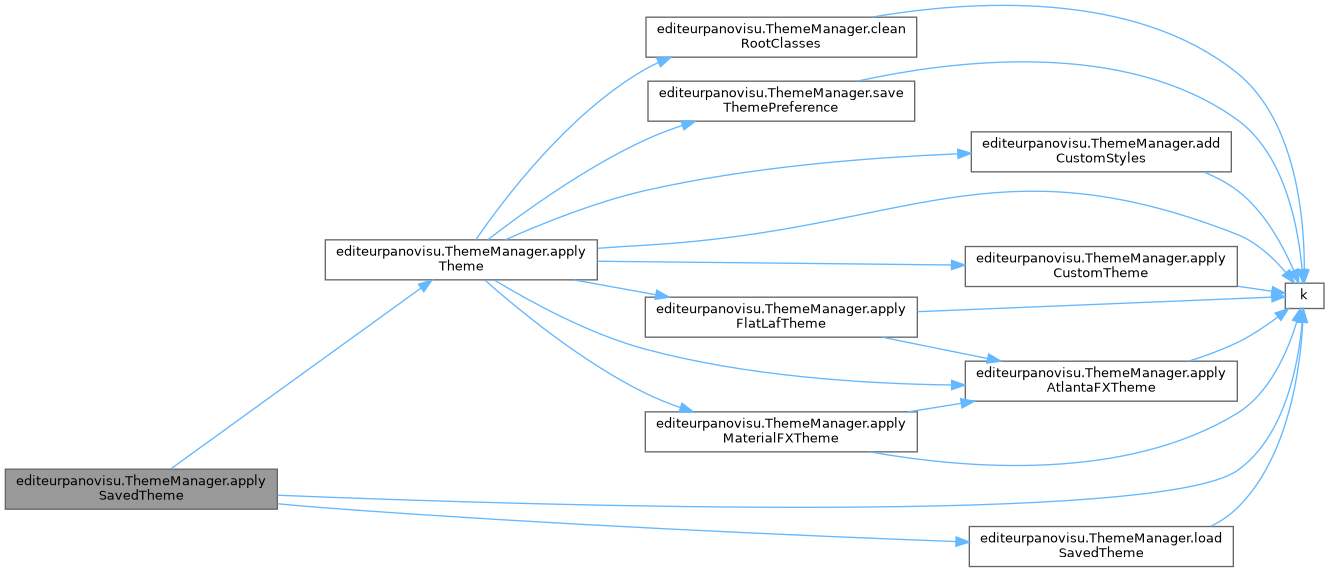 editeurpanovisu.ThemeManager.clean
RootClasses
editeurpanovisu.ThemeManager.save
ThemePreference
editeurpanovisu.ThemeManager.add
CustomStyles
editeurpanovisu.ThemeManager.apply
Theme
editeurpanovisu.ThemeManager.apply
CustomTheme
k
editeurpanovisu.ThemeManager.apply
FlatLafTheme
editeurpanovisu.ThemeManager.apply
AtlantaFXTheme
editeurpanovisu.ThemeManager.apply
MaterialFXTheme
editeurpanovisu.ThemeManager.apply
SavedTheme
editeurpanovisu.ThemeManager.load
SavedTheme